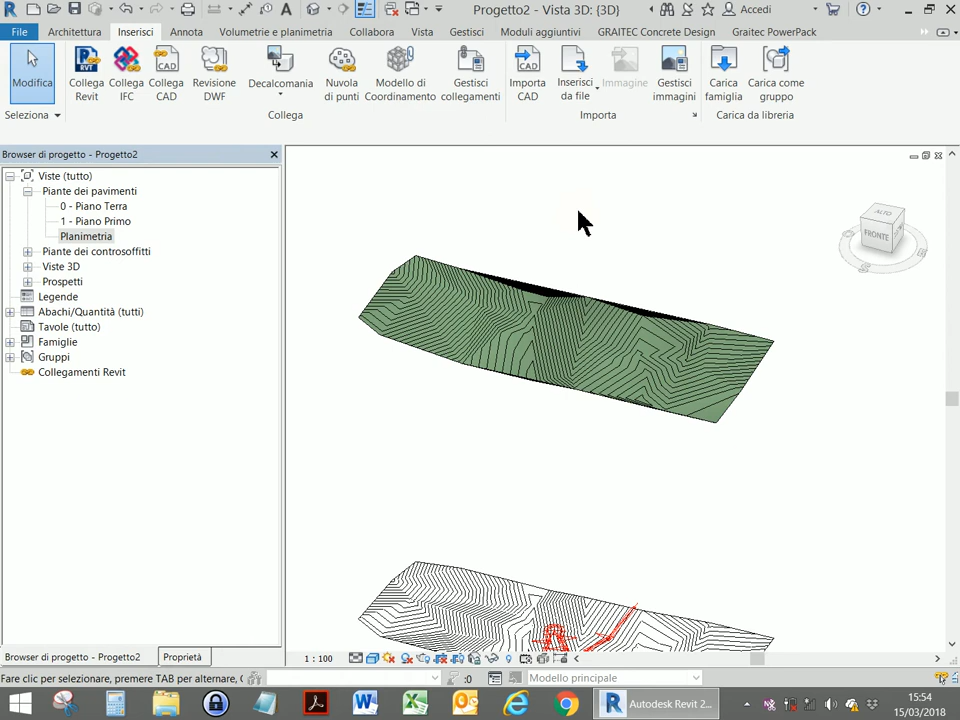 Progetto2 - Vista 3D: {3D}
Accedi
File Architettura Inserisci Annota Volumetrie e planimetria Collabora Vista Gestisci Moduli aggiuntivi GRAITEC Concrete Design Graitec PowerPack
Modifica
Collega Revit
Collega IFC
Collega CAD
Revisione DWF
Decalcomania
Nuvola di punti
Modello di Coordinamento
Gestisci collegamenti
Importa CAD
Inserisci da file
Immagine
Gestisci immagini
Carica famiglia
Carica come gruppo
Seleziona
Collega
Importa
Carica da libreria
Browser di progetto - Progetto2
Viste (tutto)
Piante dei pavimenti
0 - Piano Terra
1 - Piano Primo
Planimetria
Piante dei controsoffitti
Viste 3D
Prospetti
Legende
Abachi/Quantità (tutti)
Tavole (tutto)
Famiglie
Gruppi
Collegamenti Revit
ALTO
FRONTE
Browser di progetto - Progetto2 Proprietà
1 : 100
Fare clic per selezionare, premere TAB per alternare, (
:0
Modello principale
Autodesk Revit 2...
15:54
15/03/2018